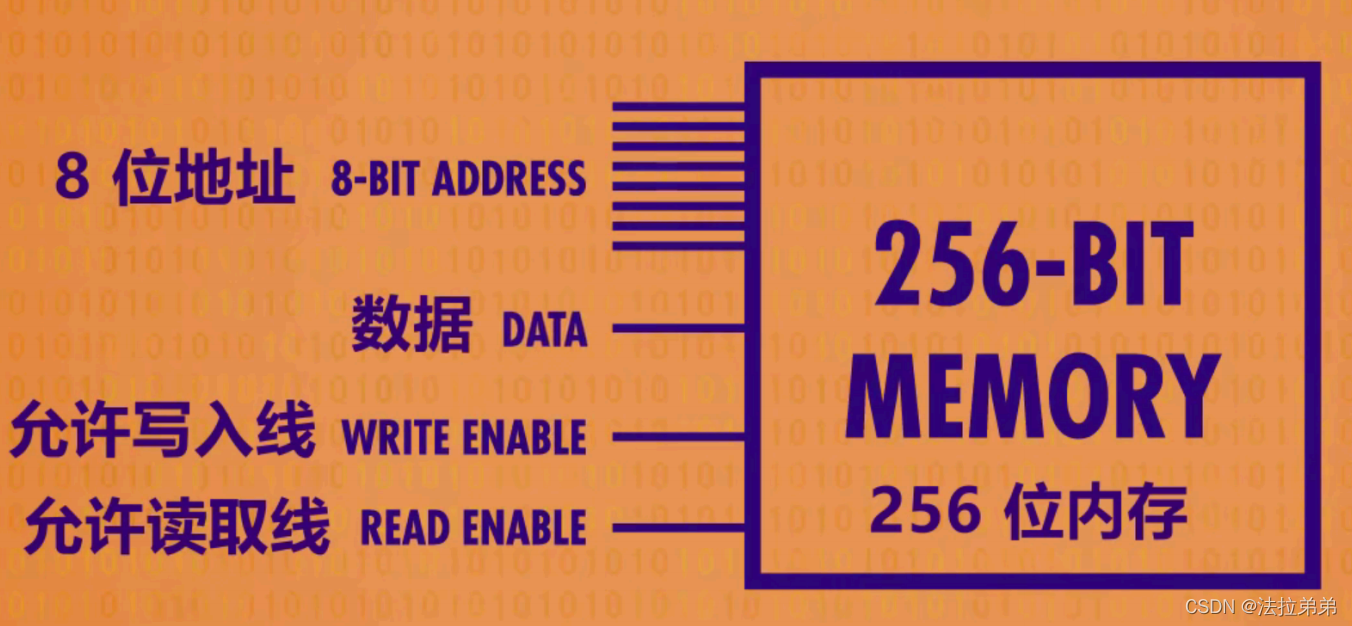 8 位地址 8-BIT ADDRESS
数据 DATA
允许写入线 WRITE ENABLE
允许读取线 READ ENABLE
256-BIT
MEMORY
256 位内存
CSDN @法拉弟弟